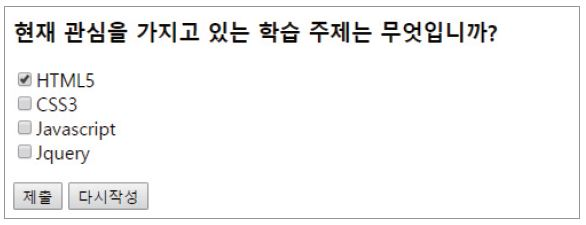 현재 관심을 가지고 있는 학습 주제는 무엇입니까?
HTML5
CSS3
Javascript
Jquery
제출 다시작성